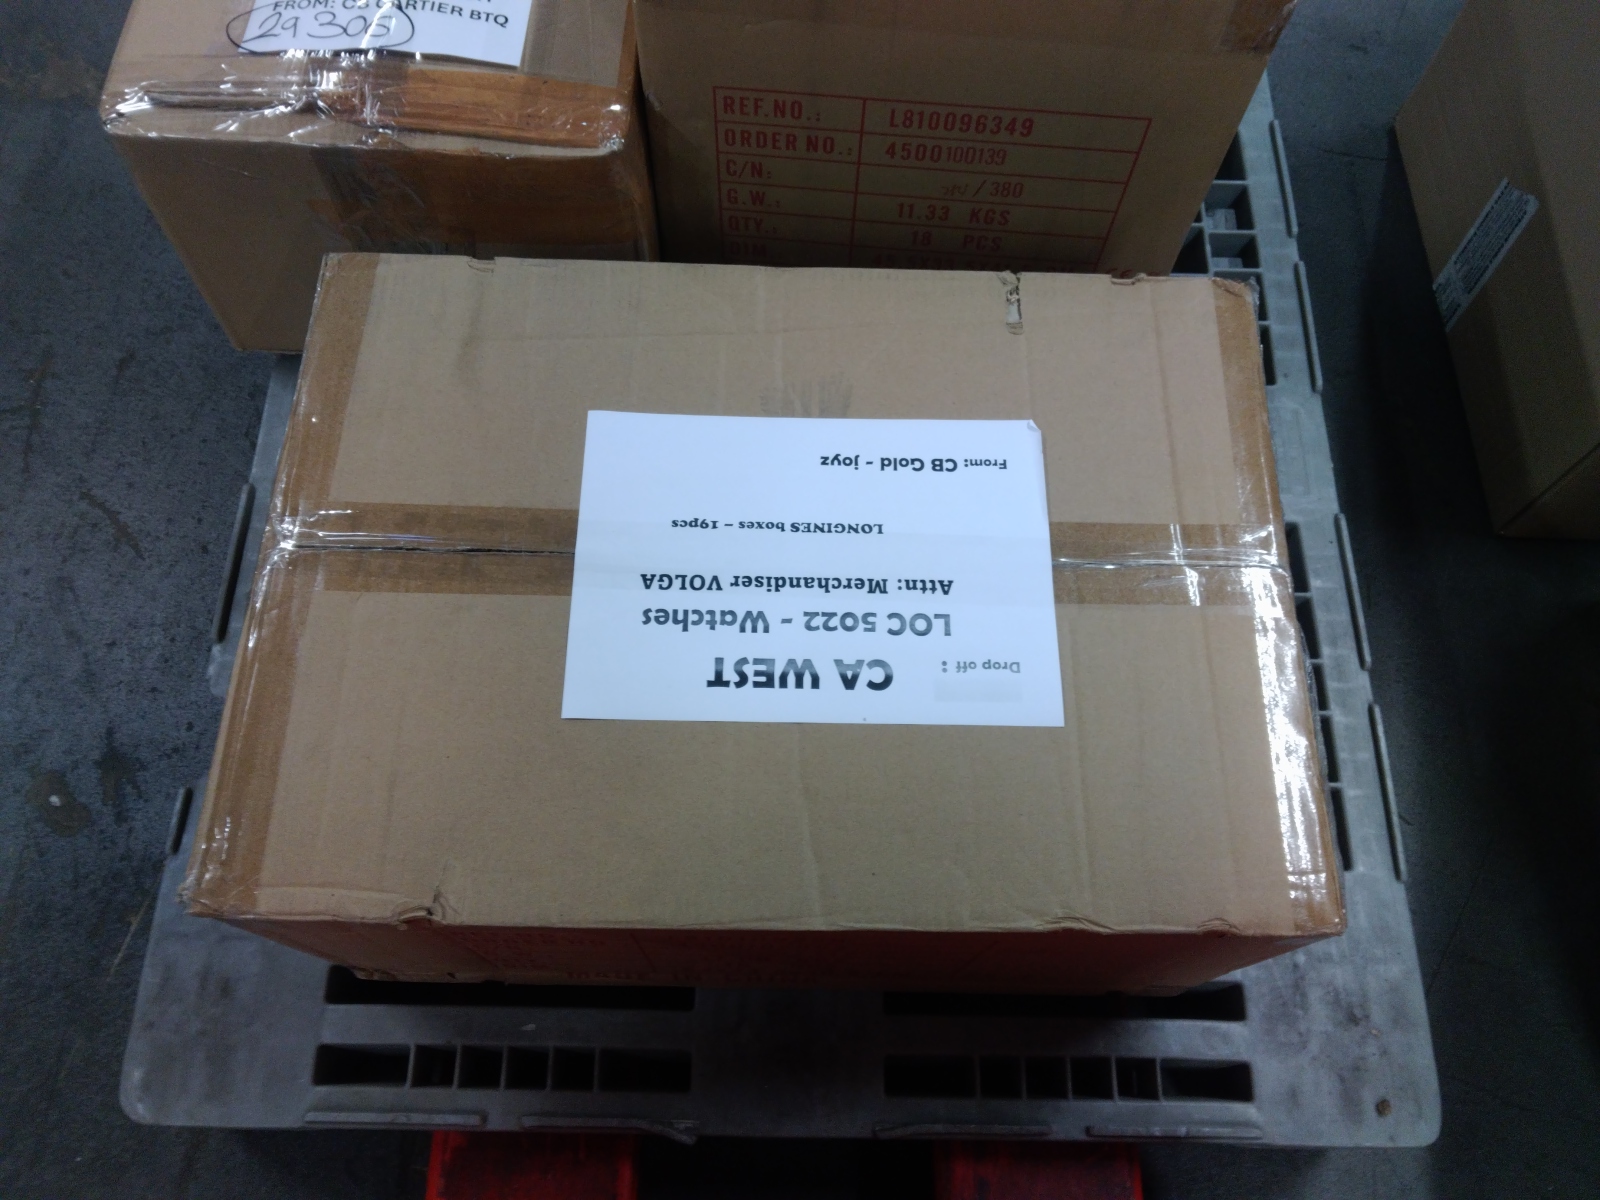 FROM: CB CARTIER BTQ
29305
REF.NO.: L810096349
ORDER NO.: 4500100139
C/N: /380
G.W.: 11.33 KGS
QTY.: 18 PCS
DIM.
Drop off : CA WEST
LOC 5022 - Watches
Attn: Merchandiser VOLGA
LONGINES boxes – 19pcs
From: CB Gold - joyz